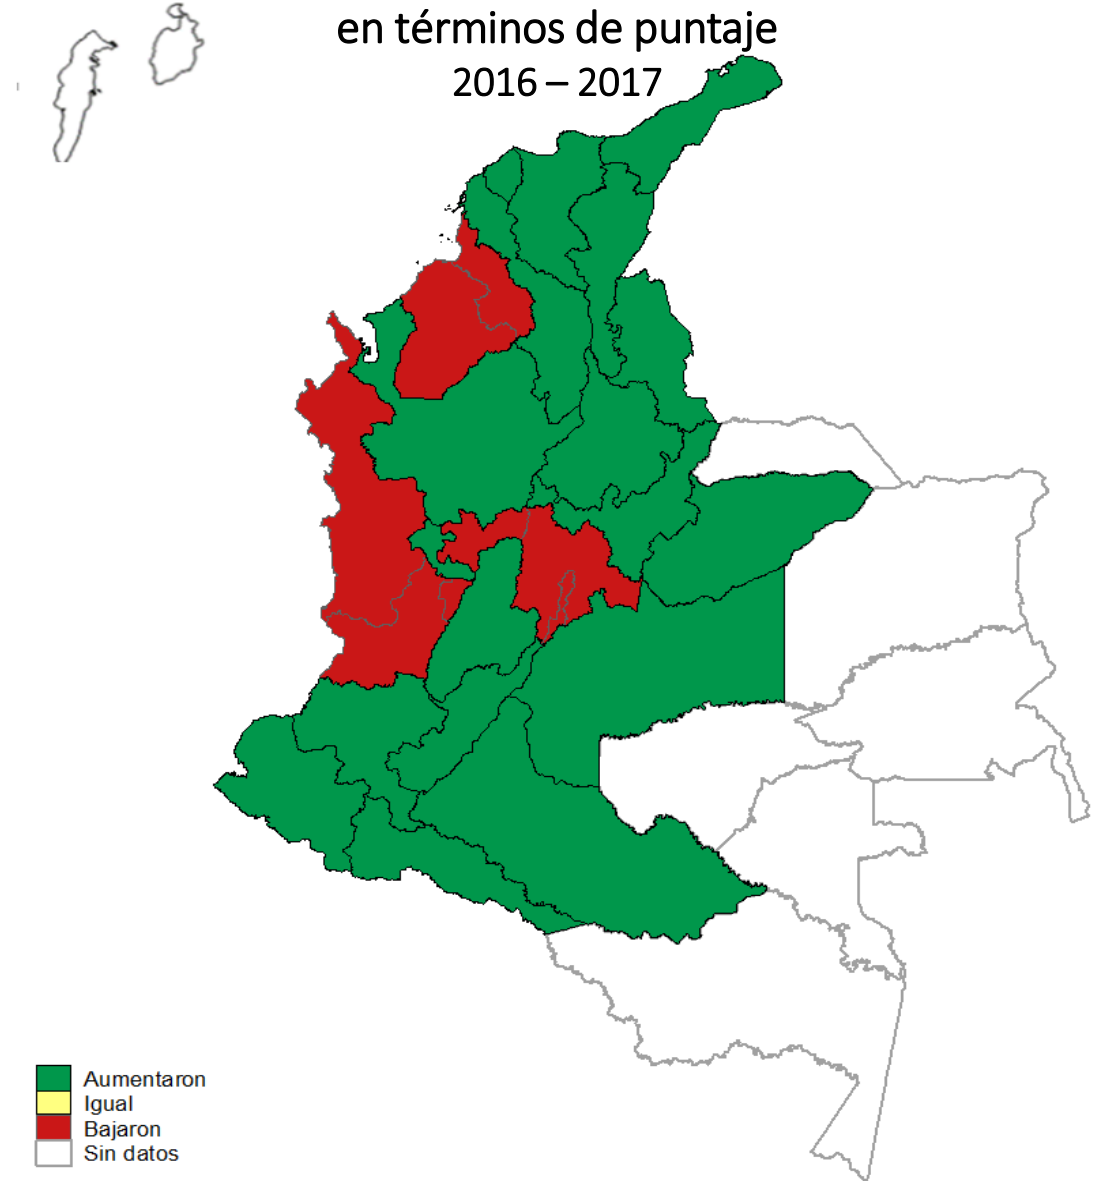 en términos de puntaje
2016 – 2017
Aumentaron
Igual
Bajaron
Sin datos